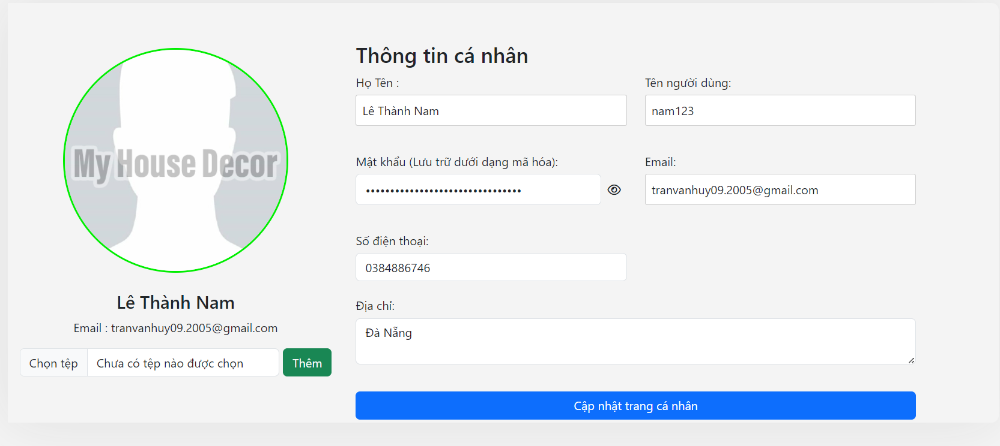 My House Decor
Lê Thành Nam
Email : tranvanhuy09.2005@gmail.com
Chọn tệp Chưa có tệp nào được chọn Thêm
Thông tin cá nhân
Họ Tên :
Lê Thành Nam
Tên người dùng:
nam123
Mật khẩu (Lưu trữ dưới dạng mã hóa):
••••••••••••••••••••••••••••••••
Email:
tranvanhuy09.2005@gmail.com
Số điện thoại:
0384886746
Địa chỉ:
Đà Nẵng
Cập nhật trang cá nhân